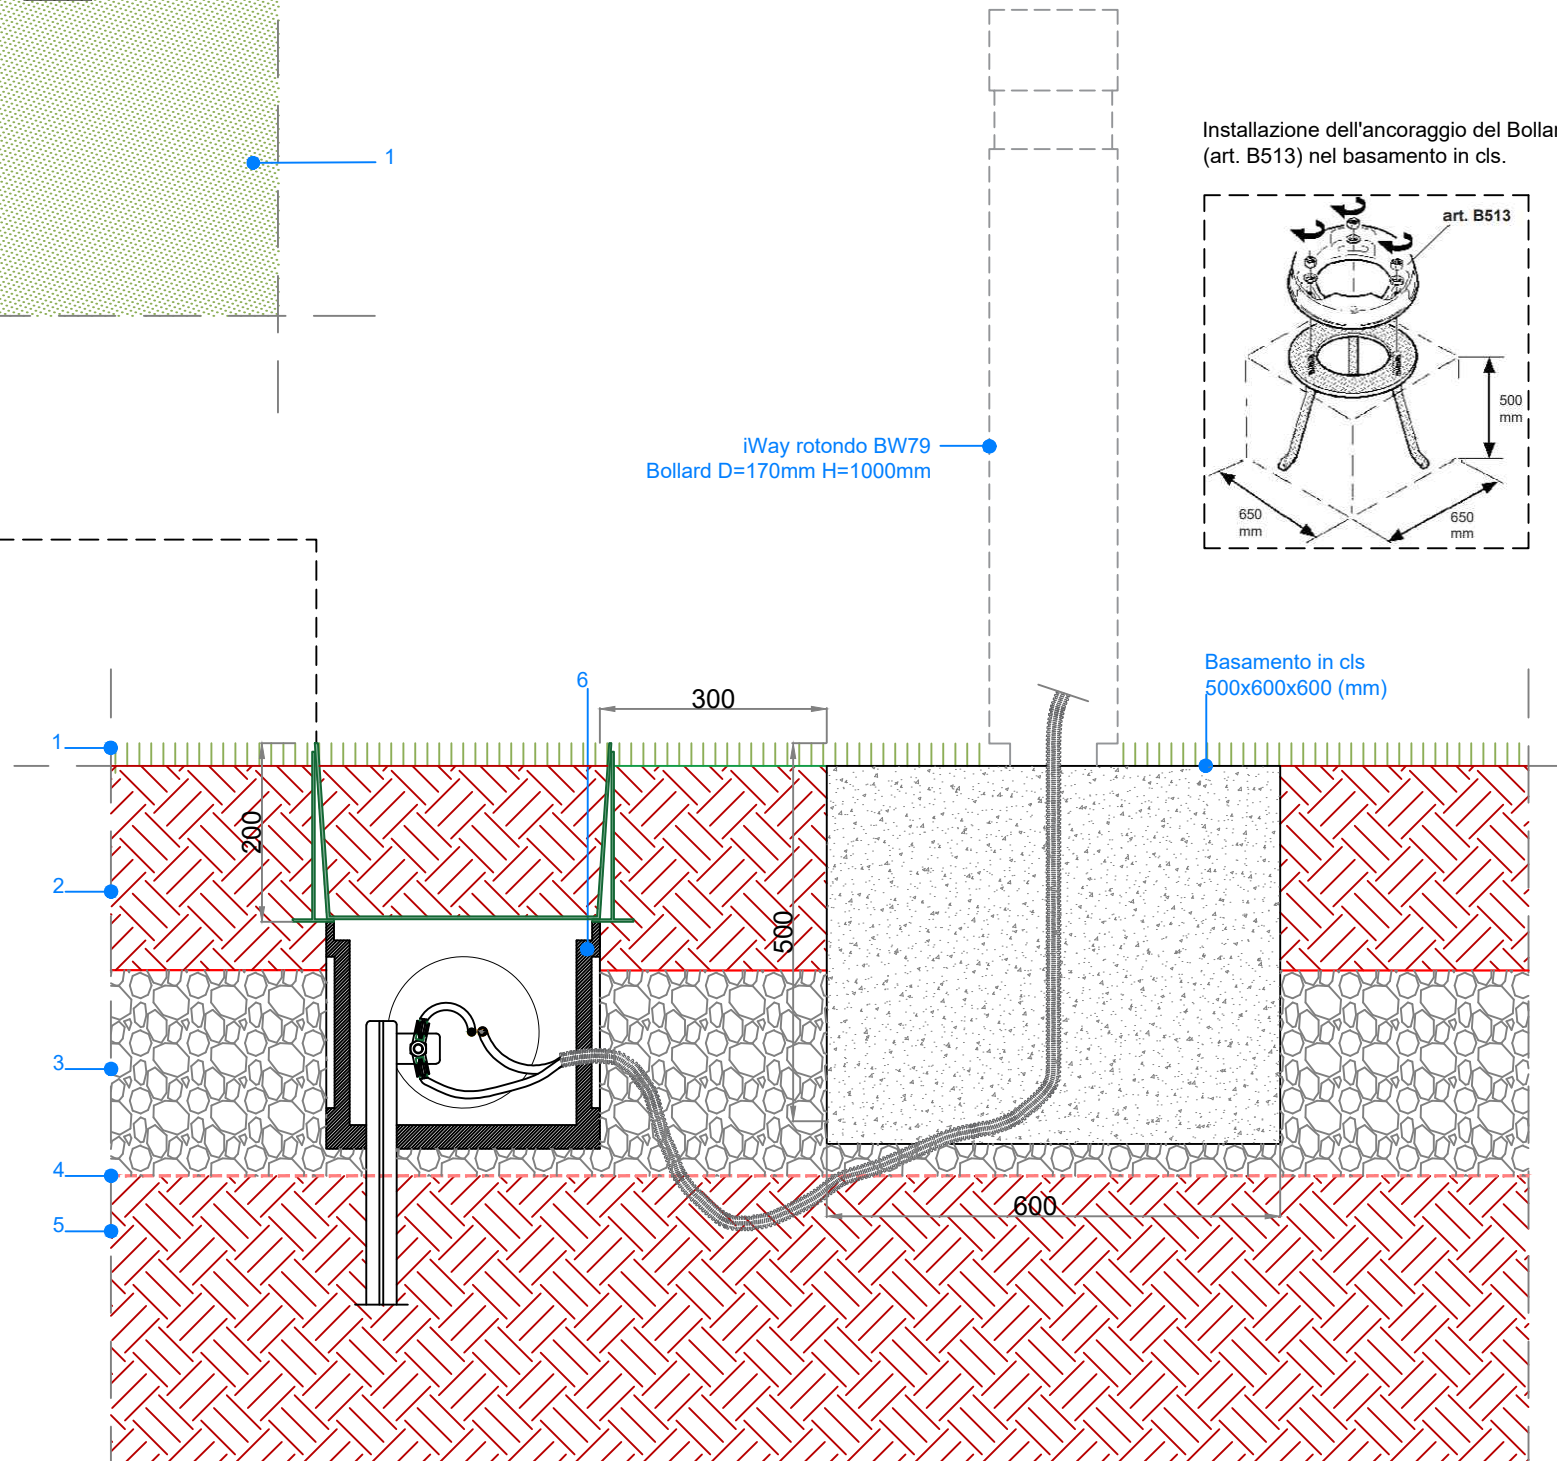 1
Installazione dell'ancoraggio del Bollar
(art. B513) nel basamento in cls.
art. B513
500
mm
650
mm
650
mm
iWay rotondo BW79
Bollard D=170mm H=1000mm
Basamento in cls
500x600x600 (mm)
6
300
1
200
2
500
3
4
5
600